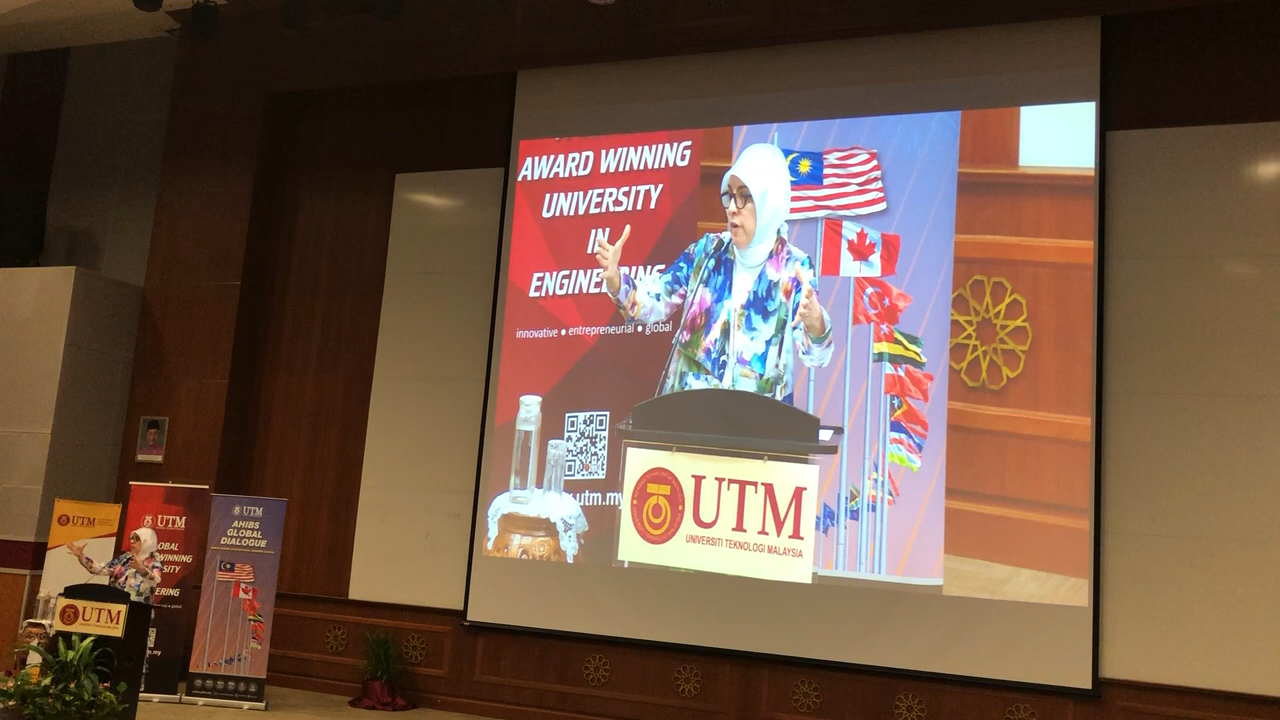 AWARD WINNING
UNIVERSITY
IN
ENGINEERING
innovative ● entrepreneurial ● global
utm.my
UTM
UNIVERSITI TEKNOLOGI MALAYSIA
UTM
UTM
UTM
AHIBS
GLOBAL
DIALOGUE
UTM